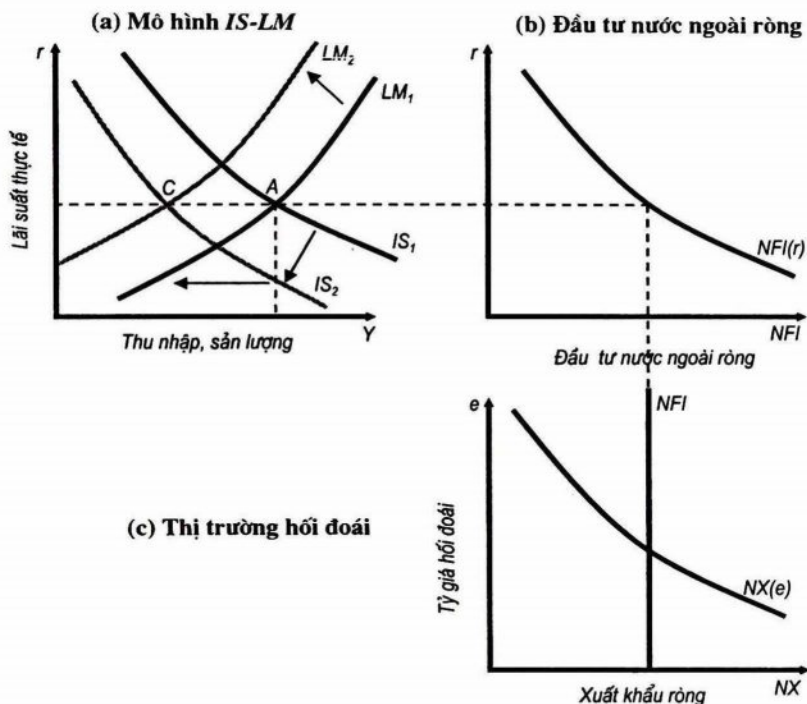 (a) Mô hình IS-LM
(b) Đầu tư nước ngoài ròng
r
LM₂
LM₁
Lãi suất thực tế
C
A
IS₁
IS₂
Y
Thu nhập, sản lượng
r
NFI(r)
NFI
Đầu tư nước ngoài ròng
(c) Thị trường hối đoái
e
NFI
Tỷ giá hối đoái
NX(e)
NX
Xuất khẩu ròng